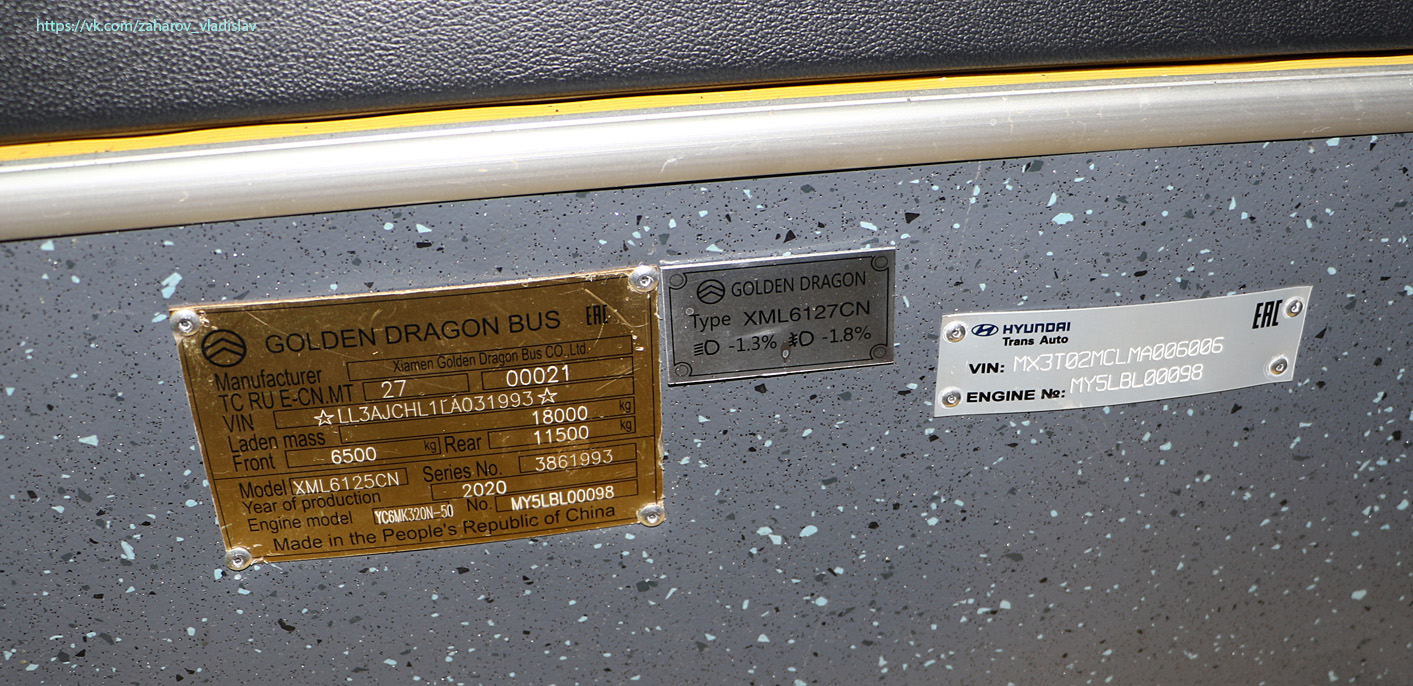 https://vk.com/zaharov_vladislav
GOLDEN DRAGON BUS EAC
Manufacturer Xiamen Golden Dragon Bus CO.,Ltd.
TC RU E-CN.MT 27 00021
VIN ☆LL3AJCHL1LA031993☆
Laden mass 18000 kg
Front 6500 kg Rear 11500 kg
Model XML6125CN Series No. 3861993
Year of production 2020
Engine model YC6MK320N-50 No. MY5LBL00098
Made in the People's Republic of China
GOLDEN DRAGON
Type XML6127CN
-1.3% -1.8%
HYUNDAI EAC
Trans Auto
VIN: MX3T02MCLMA006006
ENGINE №: MY5LBL00098